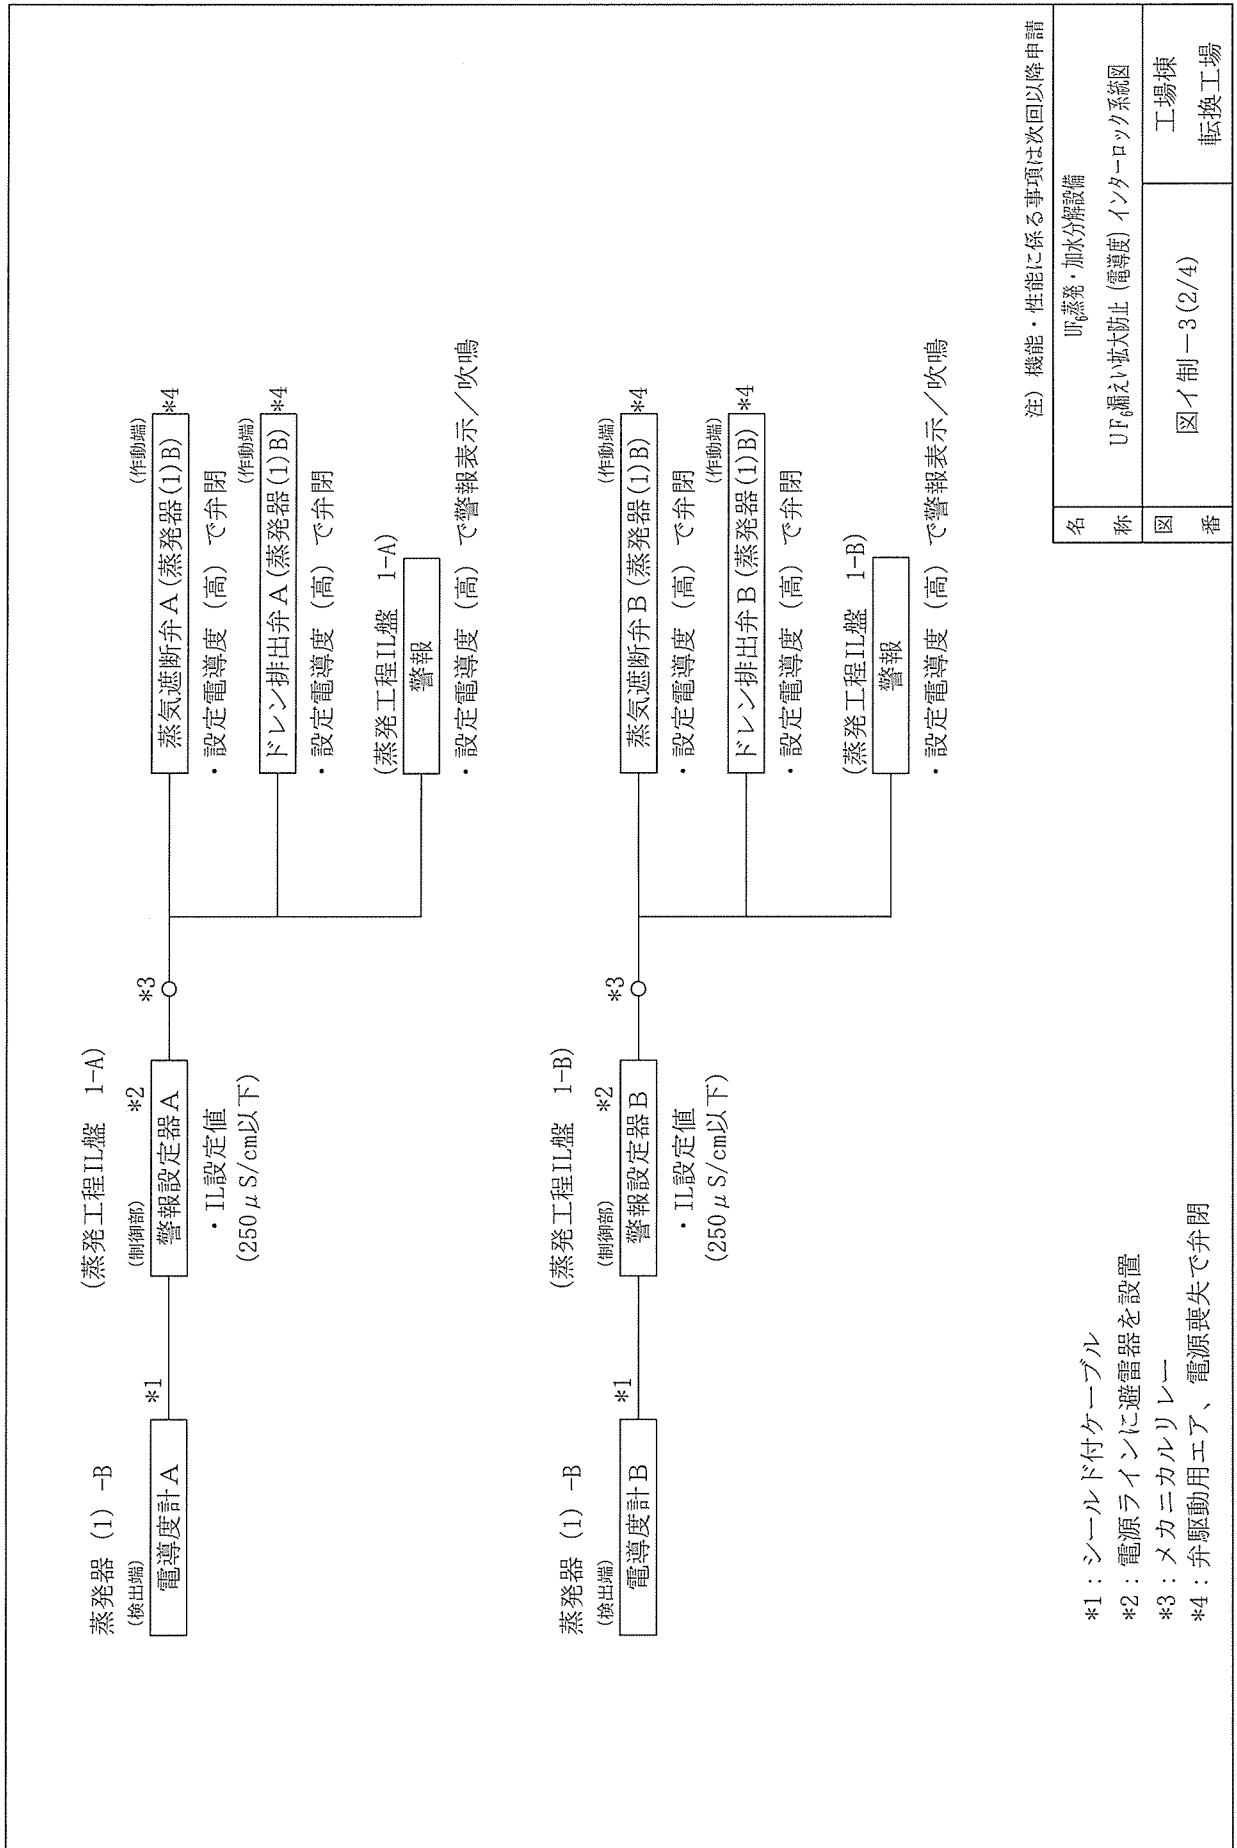 蒸発器 (1) -B
(検出端)
電導度計A
*1
(蒸発工程IL盤 1-A)
(制御部)
*2
警報設定器A
・IL設定値
(250μS/cm以下)
*3
(作動端)
蒸気遮断弁A(蒸発器(1)B)
*4
・設定電導度（高）で弁閉
(作動端)
ドレン排出弁A(蒸発器(1)B)
*4
・設定電導度（高）で弁閉
(蒸発工程IL盤 1-A)
警報
・設定電導度（高）で警報表示／吹鳴
蒸発器 (1) -B
(検出端)
電導度計B
*1
(蒸発工程IL盤 1-B)
(制御部)
*2
警報設定器B
・IL設定値
(250μS/cm以下)
*3
(作動端)
蒸気遮断弁B(蒸発器(1)B)
*4
・設定電導度（高）で弁閉
(作動端)
ドレン排出弁B(蒸発器(1)B)
*4
・設定電導度（高）で弁閉
(蒸発工程IL盤 1-B)
警報
・設定電導度（高）で警報表示／吹鳴
*1：シールド付ケーブル
*2：電源ラインに避雷器を設置
*3：メカニカルリレー
*4：弁駆動用エア、電源喪失で弁閉
注）機能・性能に係る事項は次回以降申請
名称
UF₆蒸発・加水分解設備
UF₆漏えい拡大防止（電導度）インターロック系統図
図番
図イ制－3(2/4)
工場棟
転換工場